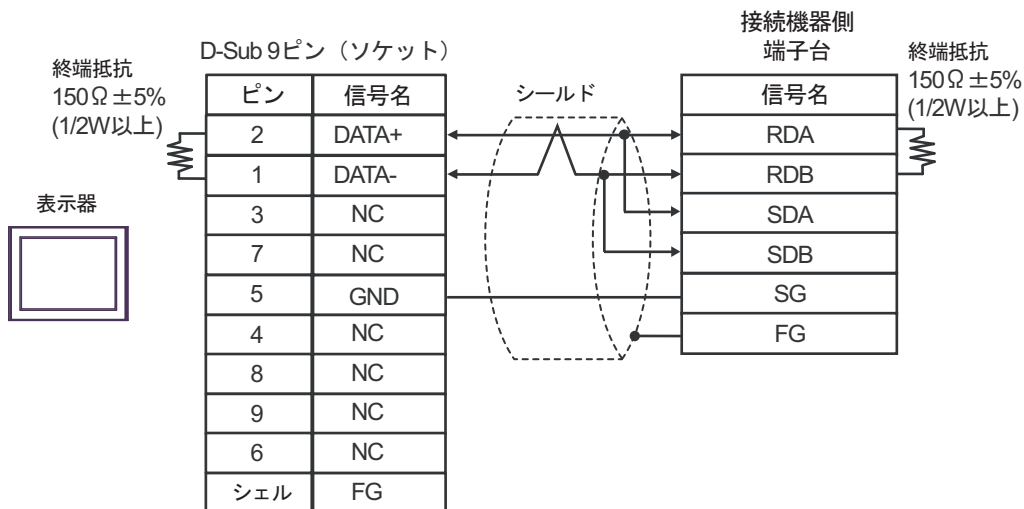 接続機器側
端子台
D-Sub 9ピン（ソケット）
終端抵抗
150Ω±5%
(1/2W以上)
終端抵抗
150Ω±5%
(1/2W以上)
シールド
表示器
ピン 信号名
2 DATA+
1 DATA-
3 NC
7 NC
5 GND
4 NC
8 NC
9 NC
6 NC
シェル FG
信号名
RDA
RDB
SDA
SDB
SG
FG